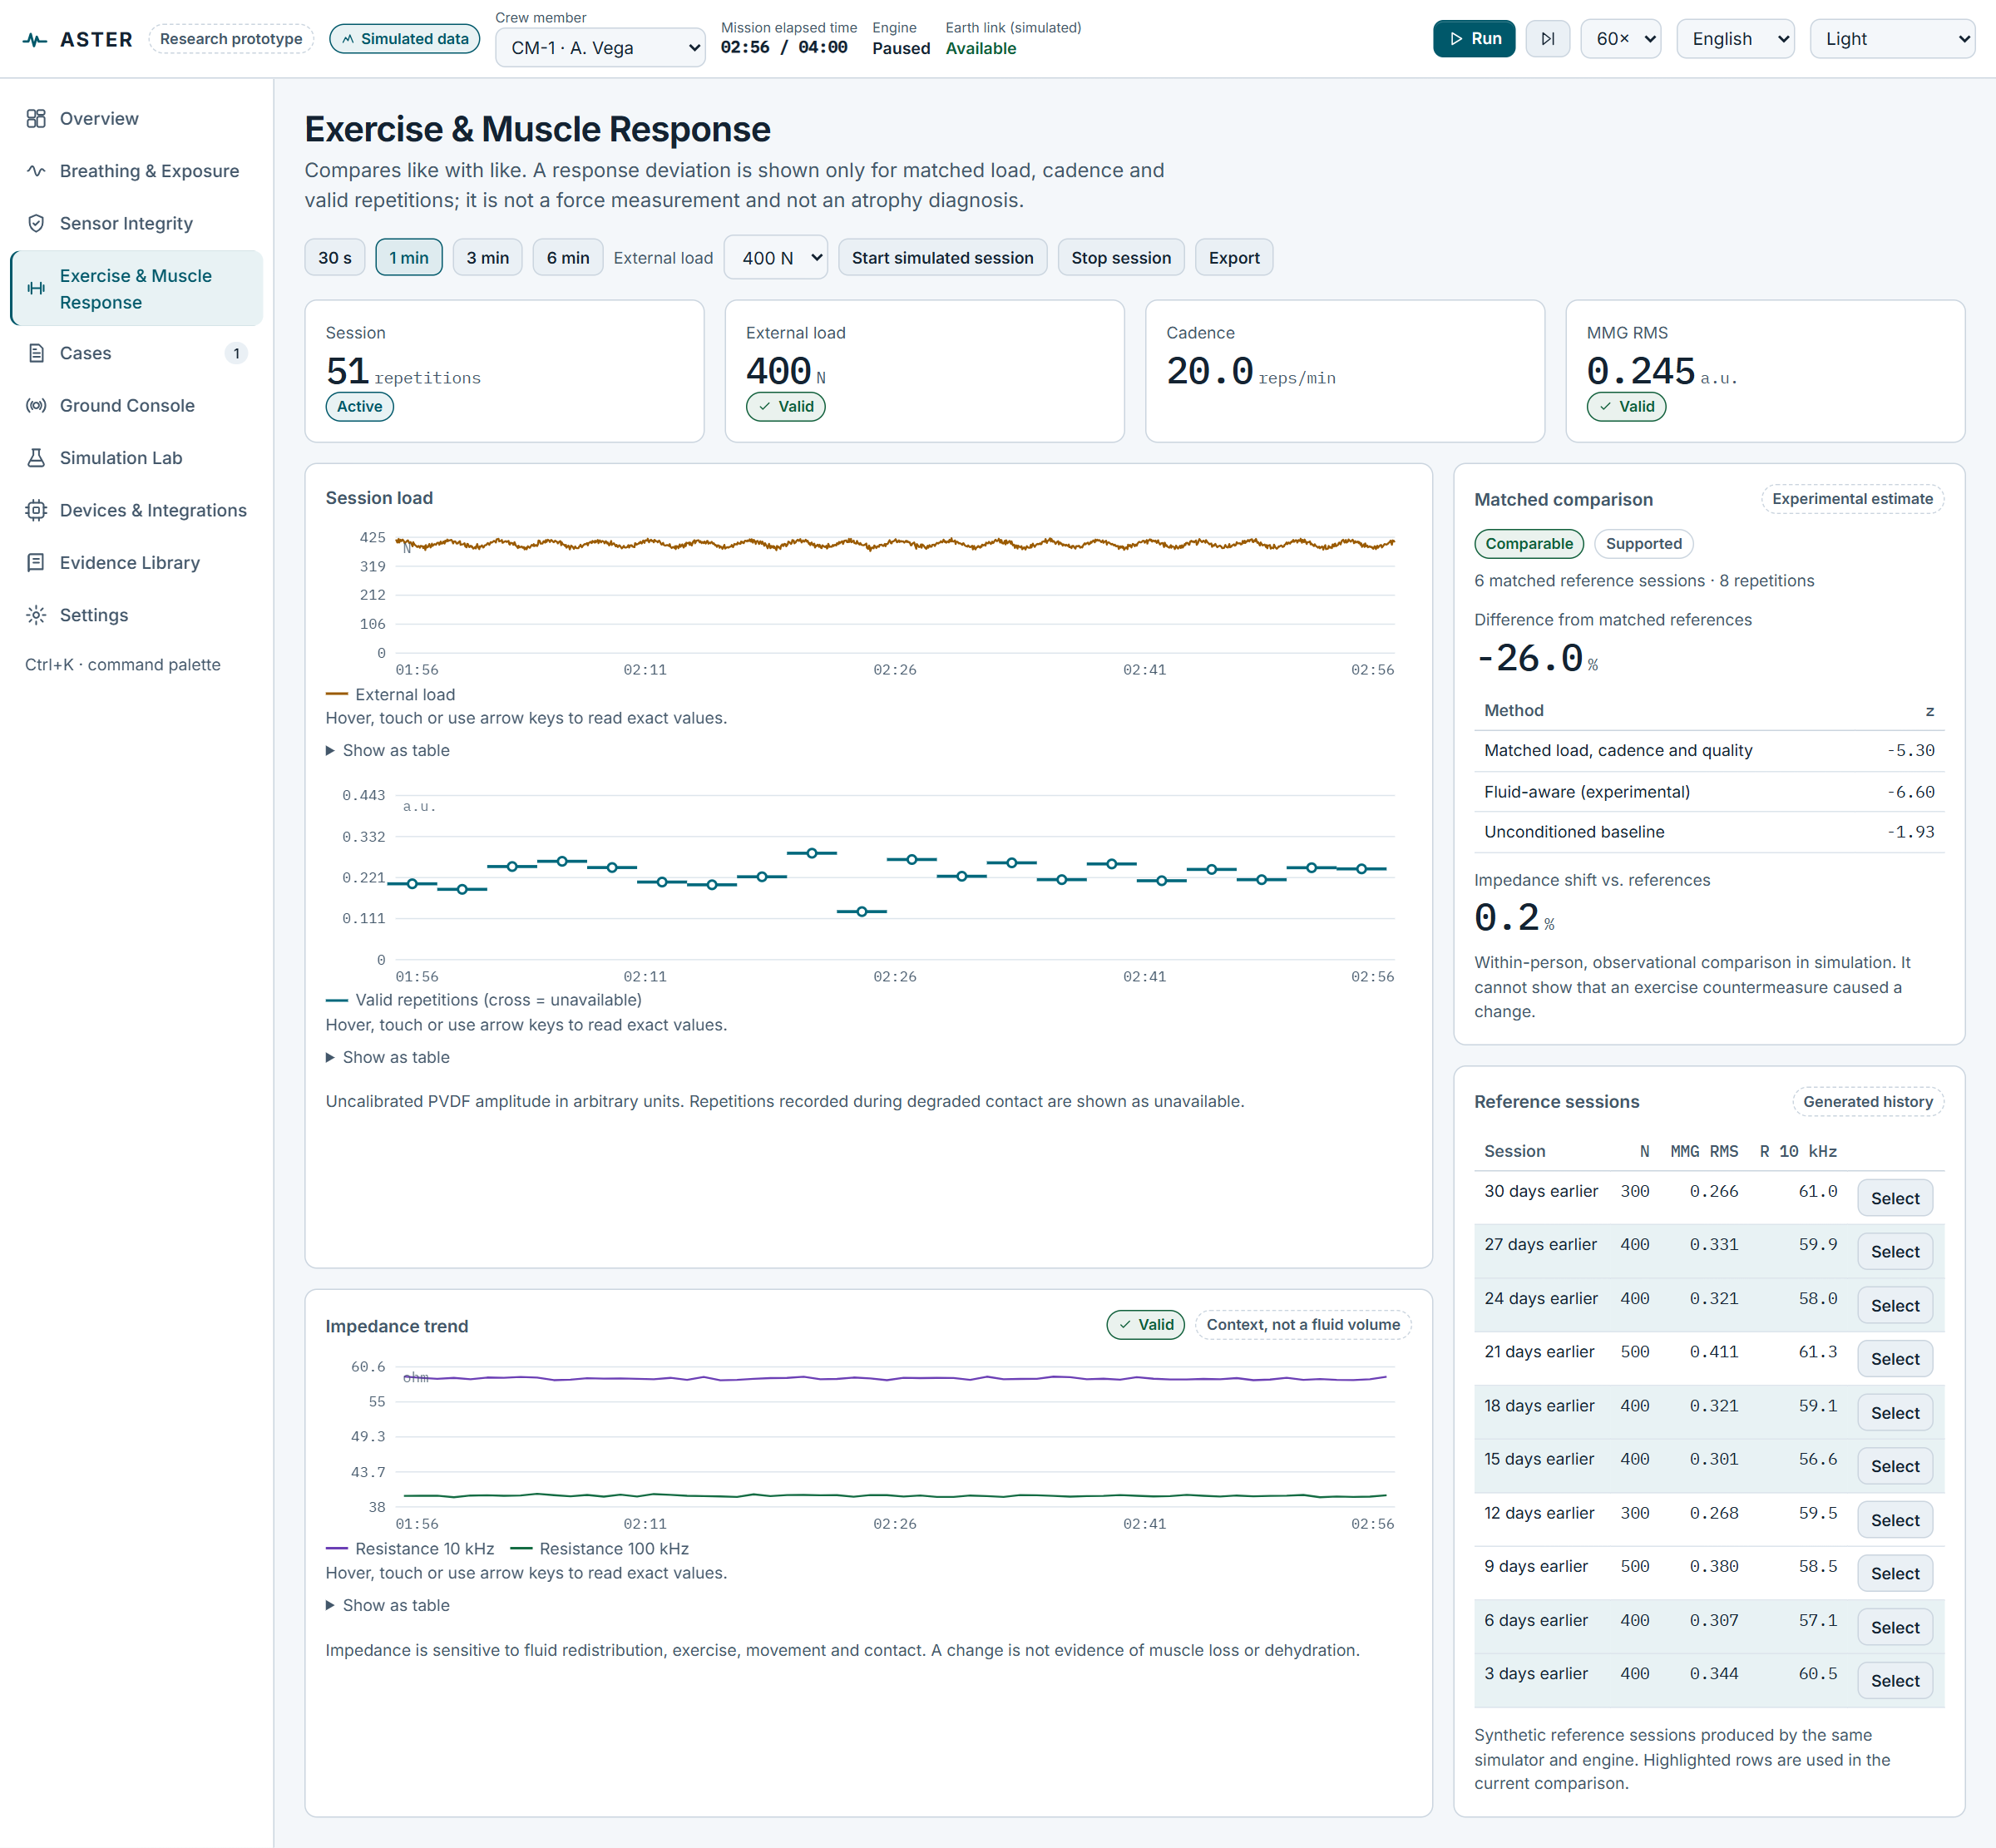 ASTER
Research prototype
Simulated data
Crew member
CM-1 · A. Vega
Mission elapsed time
02:56 / 04:00
Engine
Paused
Earth link (simulated)
Available
Run
60×
English
Light
Overview
Breathing & Exposure
Sensor Integrity
Exercise & Muscle
Response
Cases
1
Ground Console
Simulation Lab
Devices & Integrations
Evidence Library
Settings
Ctrl+K · command palette
Exercise & Muscle Response
Compares like with like. A response deviation is shown only for matched load, cadence and
valid repetitions; it is not a force measurement and not an atrophy diagnosis.
30 s
1 min
3 min
6 min
External load
400 N
Start simulated session
Stop session
Export
Session
51 repetitions
Active
External load
400 N
Valid
Cadence
20.0 reps/min
MMG RMS
0.245 a.u.
Valid
Session load
425
N
319
212
106
0
01:56 02:11 02:26 02:41 02:56
External load
Hover, touch or use arrow keys to read exact values.
Show as table
0.443
a.u.
0.332
0.221
0.111
0
01:56 02:11 02:26 02:41 02:56
Valid repetitions (cross = unavailable)
Hover, touch or use arrow keys to read exact values.
Show as table
Uncalibrated PVDF amplitude in arbitrary units. Repetitions recorded during degraded contact are shown as unavailable.
Impedance trend
Valid
Context, not a fluid volume
60.6
ohm
55
49.3
43.7
38
01:56 02:11 02:26 02:41 02:56
Resistance 10 kHz Resistance 100 kHz
Hover, touch or use arrow keys to read exact values.
Show as table
Impedance is sensitive to fluid redistribution, exercise, movement and contact. A change is not evidence of muscle loss or dehydration.
Matched comparison
Experimental estimate
Comparable
Supported
6 matched reference sessions · 8 repetitions
Difference from matched references
-26.0 %
Method z
Matched load, cadence and quality -5.30
Fluid-aware (experimental) -6.60
Unconditioned baseline -1.93
Impedance shift vs. references
0.2 %
Within-person, observational comparison in simulation. It
cannot show that an exercise countermeasure caused a
change.
Reference sessions
Generated history
Session N MMG RMS R 10 kHz
30 days earlier 300 0.266 61.0 Select
27 days earlier 400 0.331 59.9 Select
24 days earlier 400 0.321 58.0 Select
21 days earlier 500 0.411 61.3 Select
18 days earlier 400 0.321 59.1 Select
15 days earlier 400 0.301 56.6 Select
12 days earlier 300 0.268 59.5 Select
9 days earlier 500 0.380 58.5 Select
6 days earlier 400 0.307 57.1 Select
3 days earlier 400 0.344 60.5 Select
Synthetic reference sessions produced by the same
simulator and engine. Highlighted rows are used in the
current comparison.